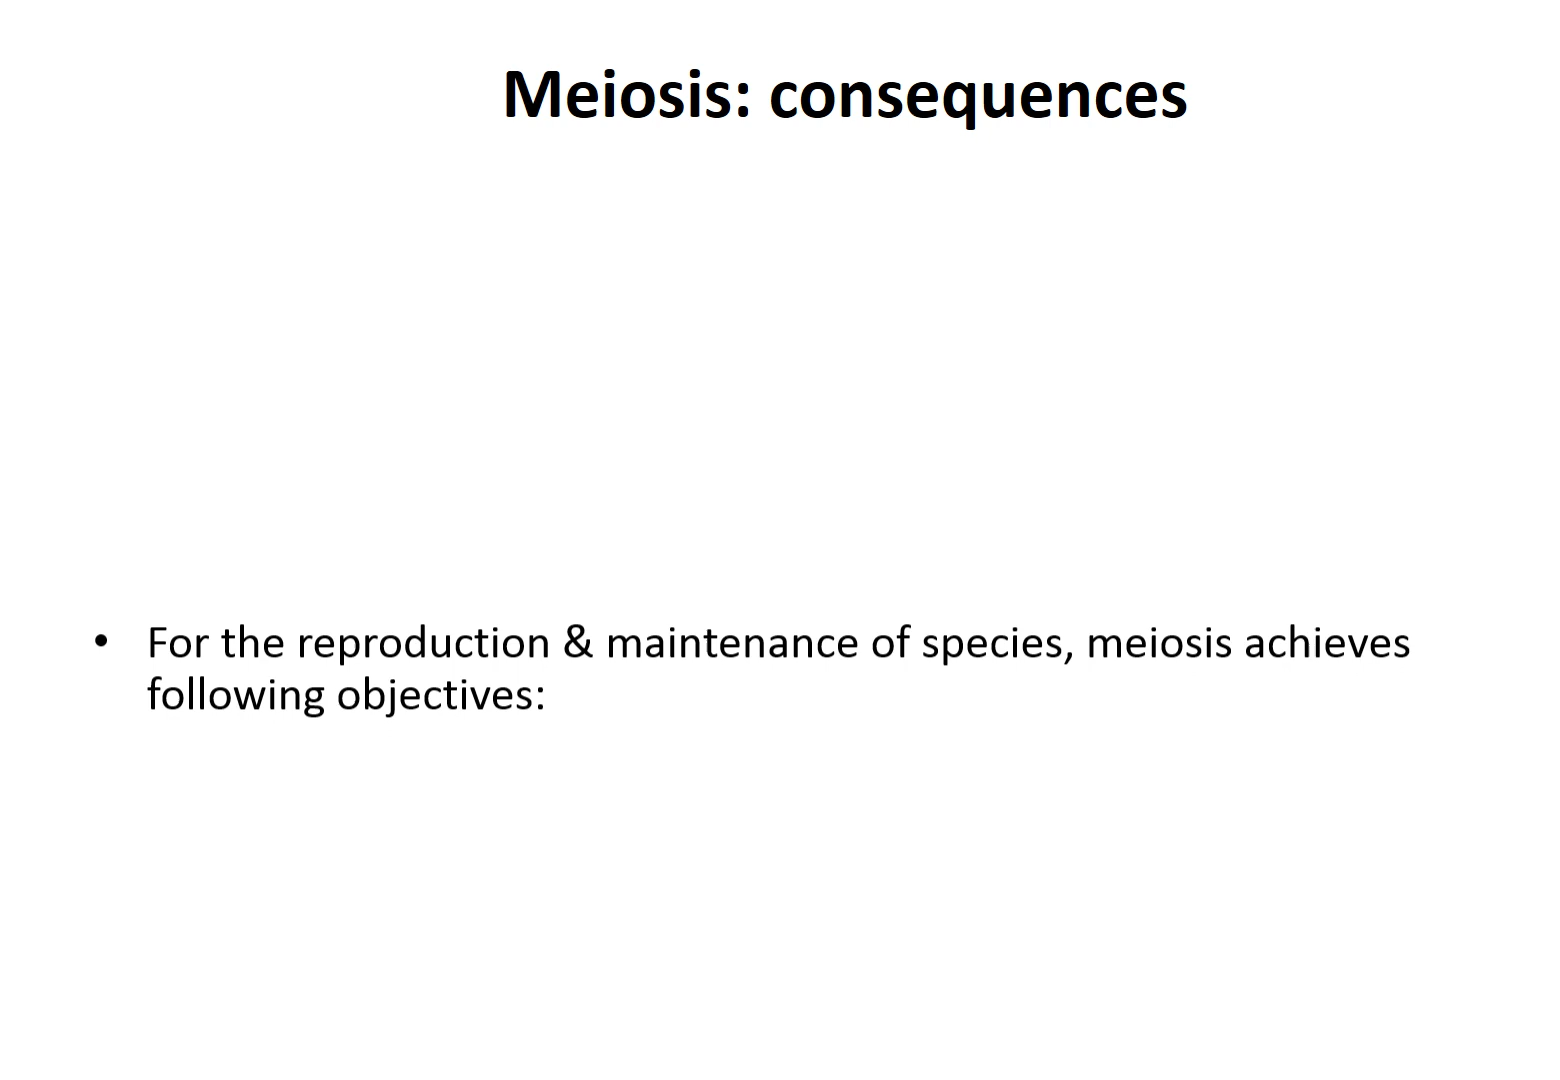 Meiosis: consequences
• For the reproduction & maintenance of species, meiosis achieves
following objectives: